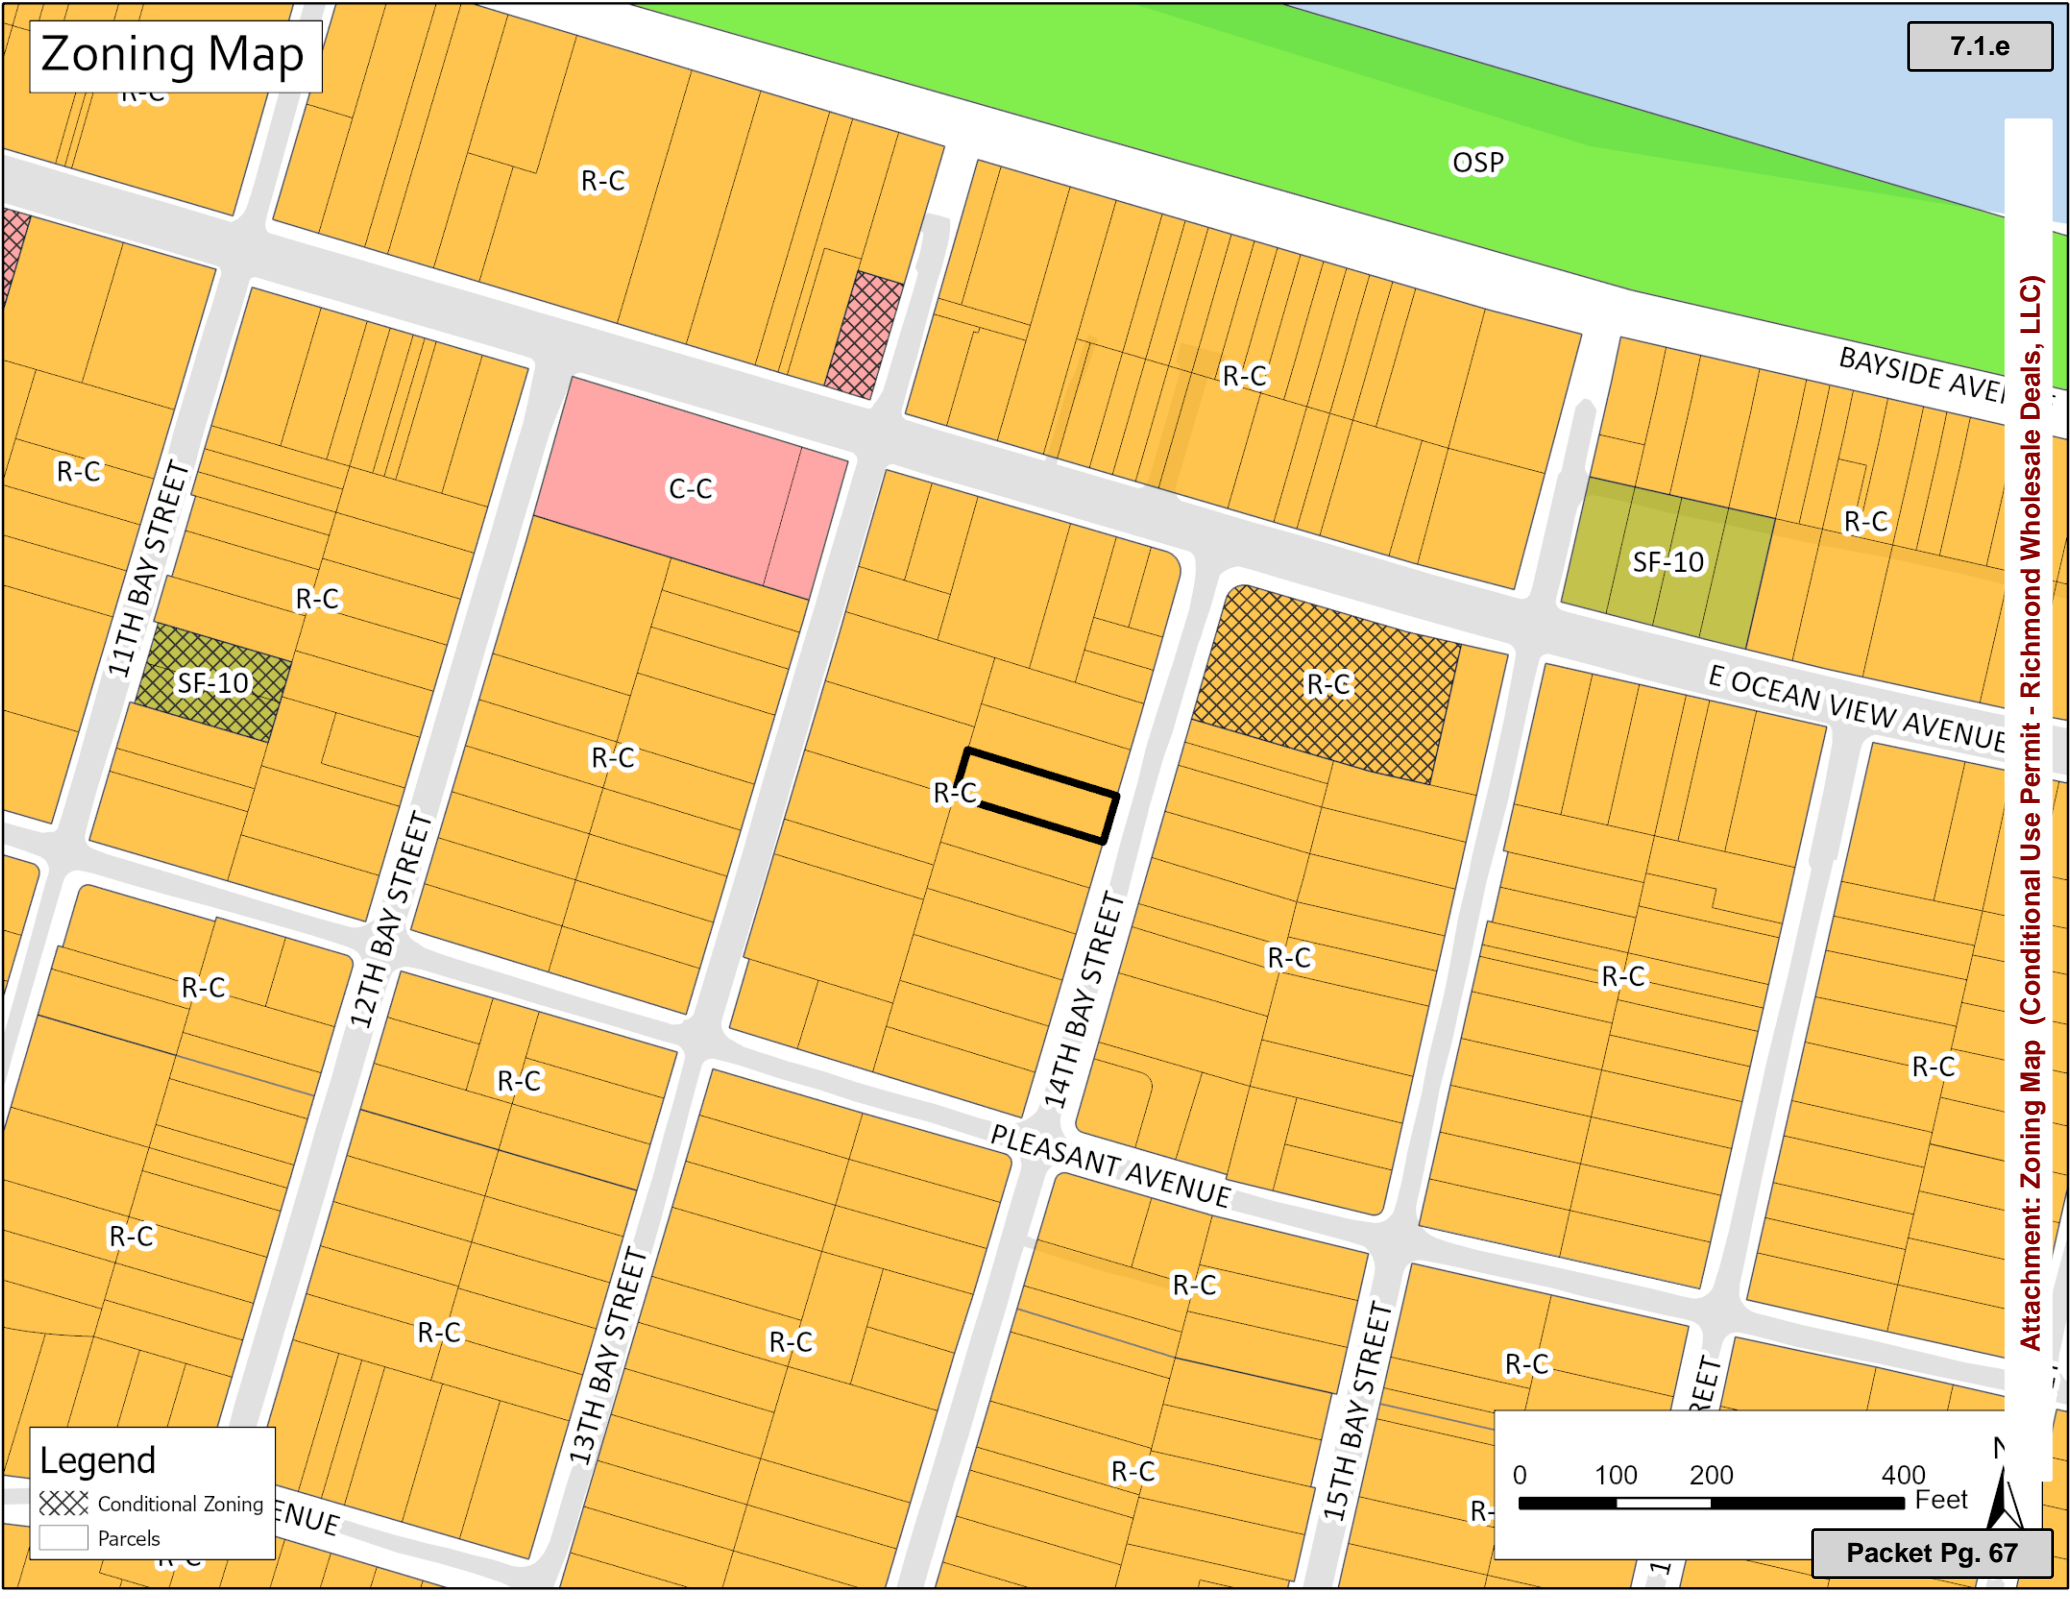 Zoning Map
7.1.e
R-C
R-C
OSP
R-C
BAYSIDE
R-C
C-C
R-C
SF-10
R-C
11TH BAY STREET
SF-10
R-C
E OCEAN VIEW AVENUE
R-C
R-C
12TH BAY STREET
14TH BAY STREET
R-C
R-C
R-C
R-C
R-C
PLEASANT AVENUE
R-C
R-C
13TH BAY STREET
R-C
R-C
15TH BAY STREET
R-C
R-C
Attachment: Zoning Map (Conditional Use Permit - Richmond Wholesale Deals, LLC)
Legend
Conditional Zoning
Parcels
R-C
0 100 200 400
Feet
N
Packet Pg. 67